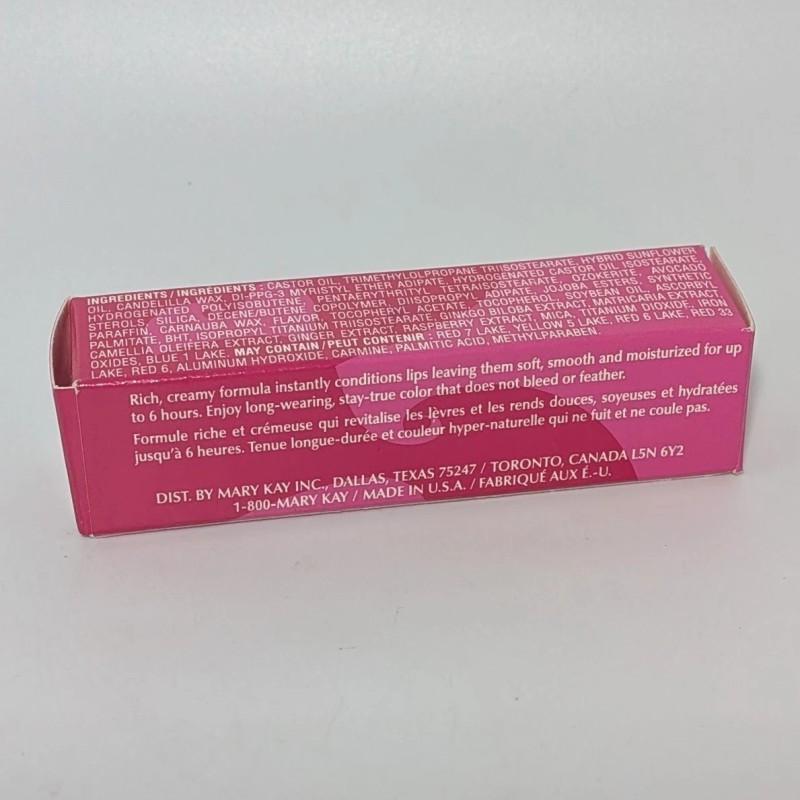 INGREDIENTS / INGRÉDIENTS : CASTOR OIL, TRIMETHYLOLPROPANE TRIISOSTEARATE, HYBRID SUNFLOWER
OIL, CANDELILLA WAX, DI-PPG-3 MYRISTYL ETHER ADIPATE, HYDROGENATED CASTOR OIL ISOSTEARATE,
HYDROGENATED POLYISOBUTENE, PENTAERYTHRITYL TETRAISOSTEARATE, OZOKERITE, AVOCADO
STEROLS, SILICA, DECENE/BUTENE COPOLYMER, DIISOPROPYL ADIPATE, JOJOBA ESTERS, SYNTHETIC
PARAFFIN, CARNAUBA WAX, FLAVOR, TOCOPHERYL ACETATE, TOCOPHEROL, SOYBEAN OIL, ASCORBYL
PALMITATE, BHT, ISOPROPYL TITANIUM TRIISOSTEARATE, GINKGO BILOBA EXTRACT, MATRICARIA EXTRACT,
CAMELLIA OLEIFERA EXTRACT, GINGER EXTRACT, RASPBERRY EXTRACT, MICA, TITANIUM DIOXIDE, IRON
OXIDES, BLUE 1 LAKE. MAY CONTAIN / PEUT CONTENIR : RED 7 LAKE, YELLOW 5 LAKE, RED 6 LAKE, RED 33
LAKE, RED 6, ALUMINUM HYDROXIDE, CARMINE, PALMITIC ACID, METHYLPARABEN.
Rich, creamy formula instantly conditions lips leaving them soft, smooth and moisturized for up
to 6 hours. Enjoy long-wearing, stay-true color that does not bleed or feather.
Formule riche et crémeuse qui revitalise les lèvres et les rends douces, soyeuses et hydratées
jusqu'à 6 heures. Tenue longue-durée et couleur hyper-naturelle qui ne fuit et ne coule pas.
DIST. BY MARY KAY INC., DALLAS, TEXAS 75247 / TORONTO, CANADA L5N 6Y2
1-800-MARY KAY / MADE IN U.S.A. / FABRIQUÉ AUX É.-U.